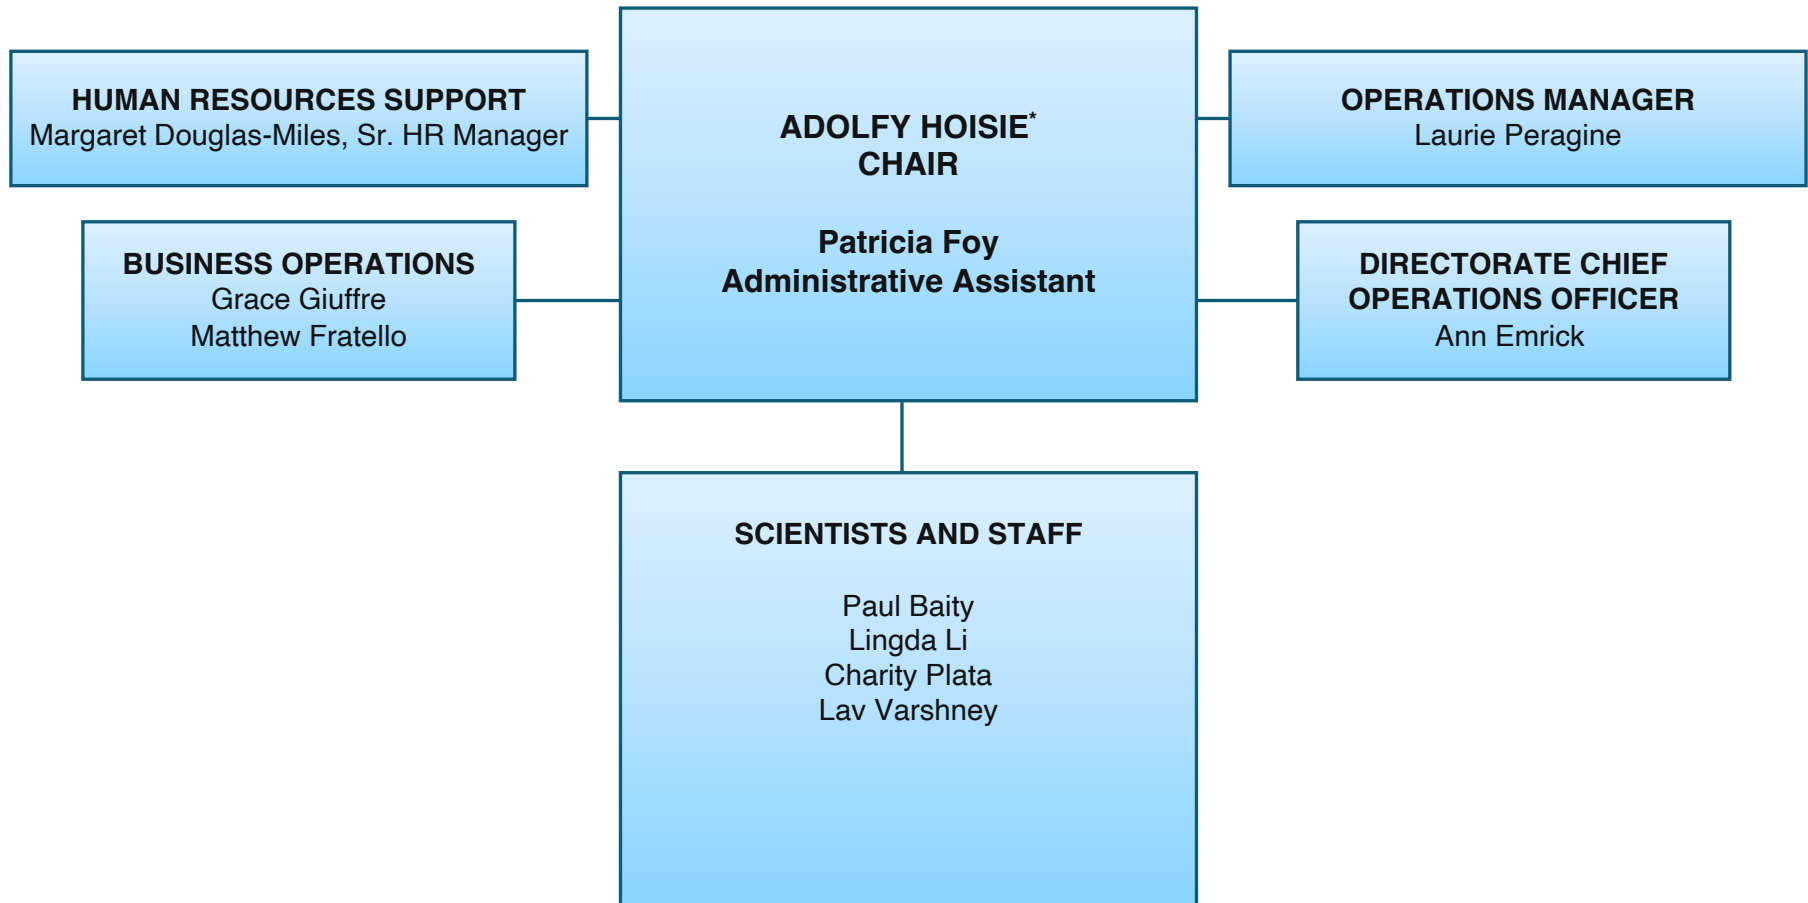 HUMAN RESOURCES SUPPORT
Margaret Douglas-Miles, Sr. HR Manager
BUSINESS OPERATIONS
Grace Giuffre
Matthew Fratello
ADOLFY HOISIE*
CHAIR
Patricia Foy
Administrative Assistant
OPERATIONS MANAGER
Laurie Peragine
DIRECTORATE CHIEF
OPERATIONS OFFICER
Ann Emrick
SCIENTISTS AND STAFF
Paul Baity
Lingda Li
Charity Plata
Lav Varshney